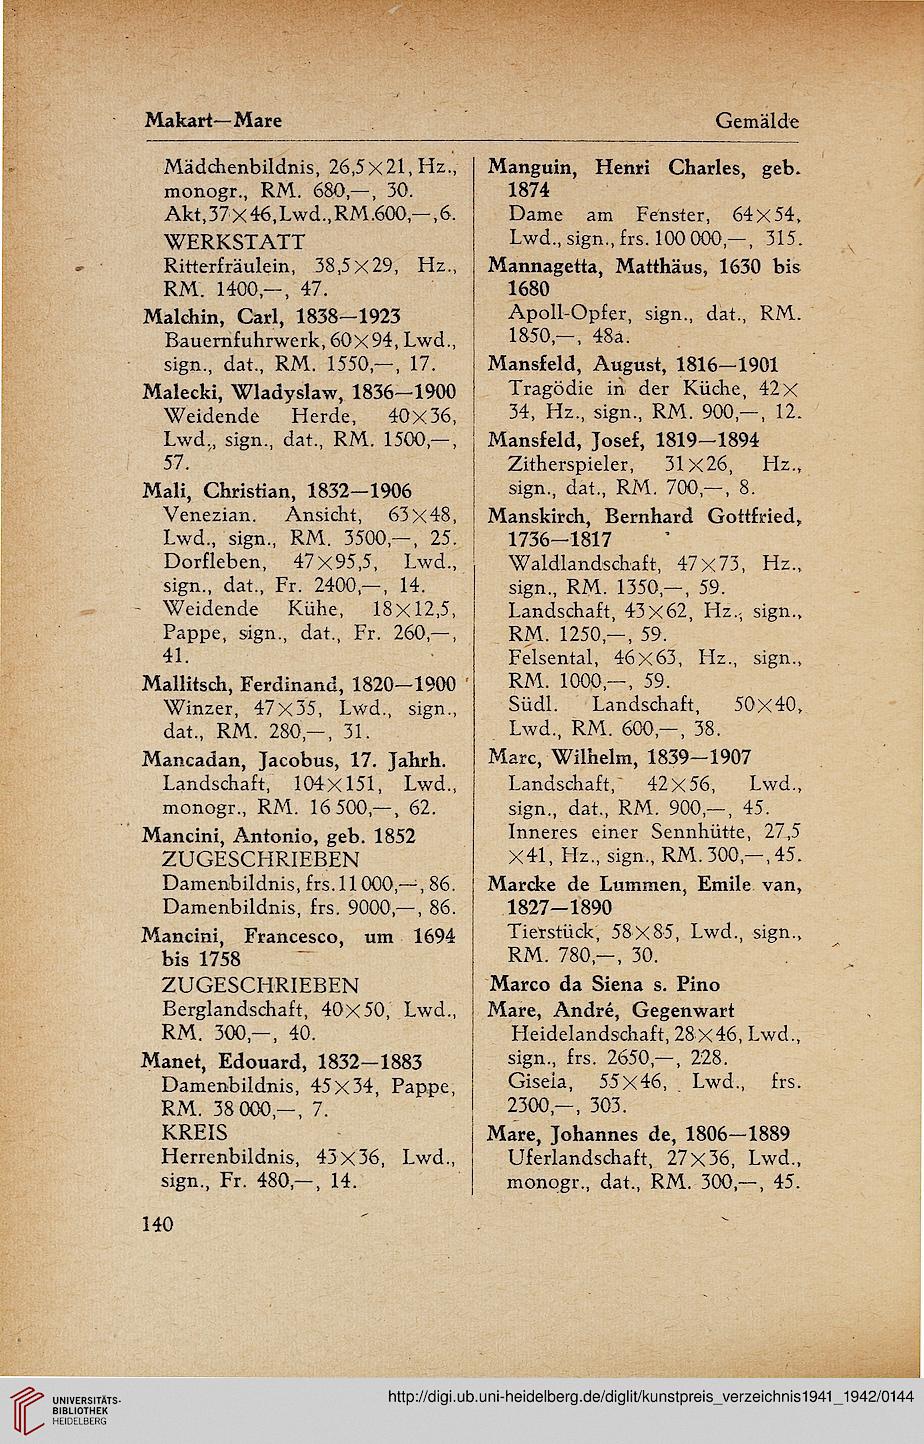 Makart—Mare
Gemälde
Mädchenbildnis, 26,5×21, Hz.,
monogr., RM. 680,—, 30.
Akt, 37×46, Lwd., RM. 600,—, 6.
WERKSTATT
Ritterfräulein, 38,5×29, Hz.,
RM. 1400,—, 47.
Malchin, Carl, 1838—1923
Bauernfuhrwerk, 60×94, Lwd.,
sign., dat., RM. 1550,—, 17.
Malecki, Wladyslaw, 1836—1900
Weidende Herde, 40×36,
Lwd., sign., dat., RM. 1500,—,
57.
Mali, Christian, 1832—1906
Venezian. Ansicht, 63×48,
Lwd., sign., RM. 3500,—, 25.
Dorfleben, 47×95,5, Lwd.,
sign., dat., Fr. 2400,—, 14.
Weidende Kühe, 18×12,5,
Pappe, sign., dat., Fr. 260,—,
41.
Mallitsch, Ferdinand, 1820—1900
Winzer, 47×35, Lwd., sign.,
dat., RM. 280,—, 31.
Mancadan, Jacobus, 17. Jahrh.
Landschaft, 104×151, Lwd.,
monogr., RM. 16 500,—, 62.
Mancini, Antonio, geb. 1852
ZUGESCHRIEBEN
Damenbildnis, frs. 11 000,—, 86.
Damenbildnis, frs. 9000,—, 86.
Mancini, Francesco, um 1694
bis 1758
ZUGESCHRIEBEN
Berglandschaft, 40×50, Lwd.,
RM. 300,—, 40.
Manet, Edouard, 1832—1883
Damenbildnis, 45×34, Pappe,
RM. 38 000,—, 7.
KREIS
Herrenbildnis, 43×36, Lwd.,
sign., Fr. 480,—, 14.
Manguin, Henri Charles, geb.
1874
Dame am Fenster, 64×54,
Lwd., sign., frs. 100 000,—, 315.
Mannagetta, Matthäus, 1630 bis
1680
Apoll-Opfer, sign., dat., RM.
1850,—, 48a.
Mansfeld, August, 1816—1901
Tragödie in der Küche, 42×
34, Hz., sign., RM. 900,—, 12.
Mansfeld, Josef, 1819—1894
Zitherspieler, 31×26, Hz.,
sign., dat., RM. 700,—, 8.
Manskirch, Bernhard Gottfried,
1736—1817
Waldlandschaft, 47×73, Hz.,
sign., RM. 1350,—, 59.
Landschaft, 43×62, Hz., sign.,
RM. 1250,—, 59.
Felsental, 46×63, Hz., sign.,
RM. 1000,—, 59.
Südl. Landschaft, 50×40,
Lwd., RM. 600,—, 38.
Marc, Wilhelm, 1839—1907
Landschaft, 42×56, Lwd.,
sign., dat., RM. 900,—, 45.
Inneres einer Sennhütte, 27,5
×41, Hz., sign., RM. 300,—, 45.
Marcke de Lummen, Emile van,
1827—1890
Tierstück, 58×85, Lwd., sign.,
RM. 780,—, 30.
Marco da Siena s. Pino
Mare, André, Gegenwart
Heidelandschaft, 28×46, Lwd.,
sign., frs. 2650,—, 228.
Gisela, 55×46, Lwd., frs.
2300,—, 303.
Mare, Johannes de, 1806—1889
Uferlandschaft, 27×36, Lwd.,
monogr., dat., RM. 300,—, 45.
140
UNIVERSITÄTS-
BIBLIOTHEK
HEIDELBERG
http://digi.ub.uni-heidelberg.de/diglit/kunstpreis_verzeichnis1941_1942/0144